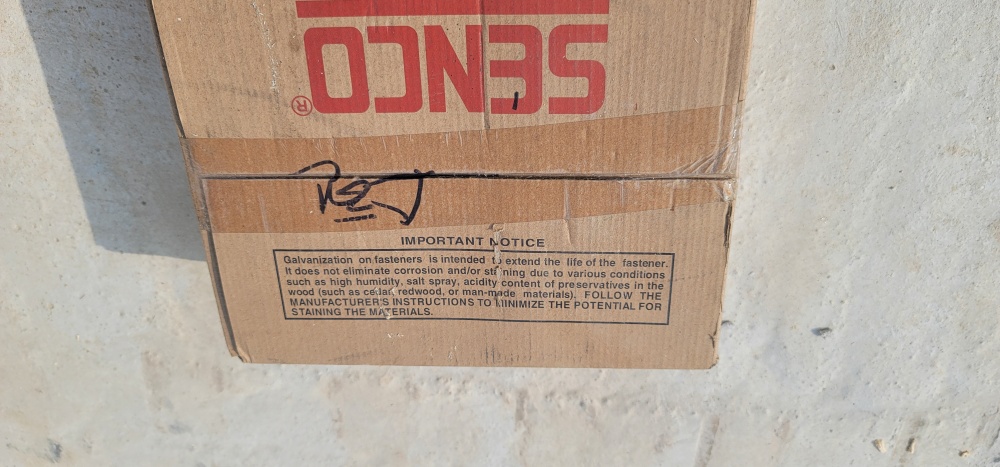 SENCO®
IMPORTANT NOTICE
Galvanization on fasteners is intended to extend the life of the fastener.
It does not eliminate corrosion and/or staining due to various conditions
such as high humidity, salt spray, acidity content of preservatives in the
wood (such as cedar, redwood, or man-made materials). FOLLOW THE
MANUFACTURER'S INSTRUCTIONS TO MINIMIZE THE POTENTIAL FOR
STAINING THE MATERIALS.